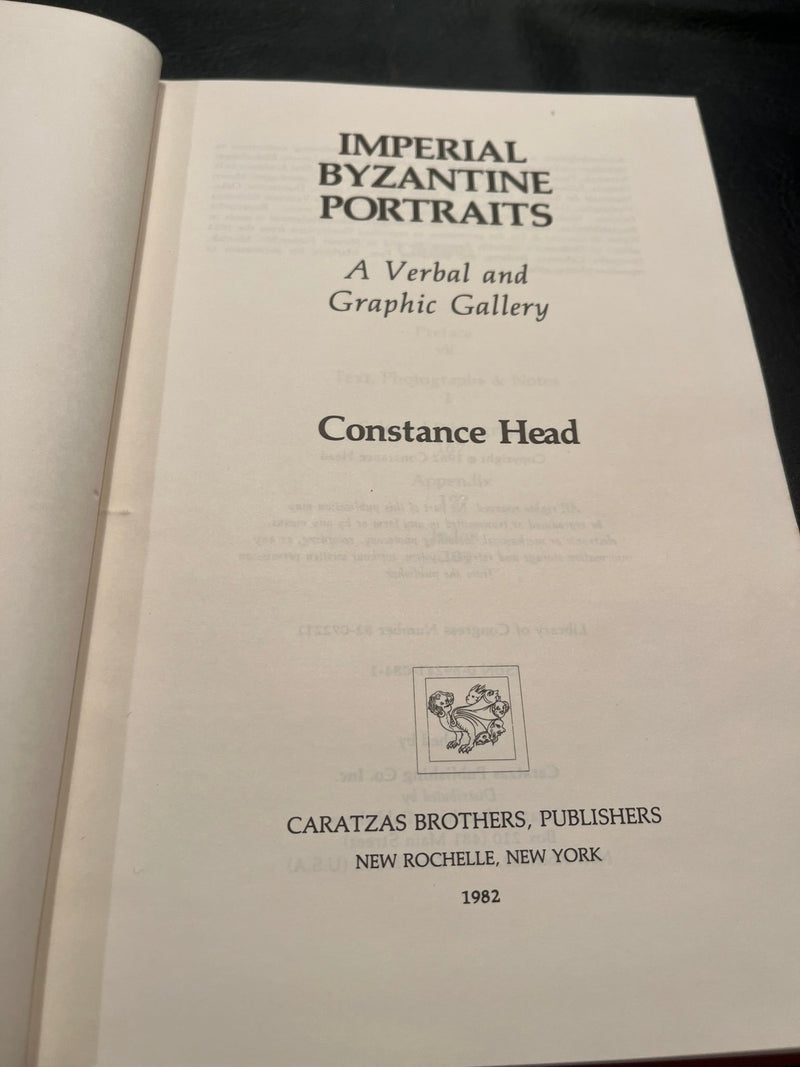 IMPERIAL
BYZANTINE
PORTRAITS
A Verbal and
Graphic Gallery
Constance Head
CARATZAS BROTHERS, PUBLISHERS
NEW ROCHELLE, NEW YORK
1982